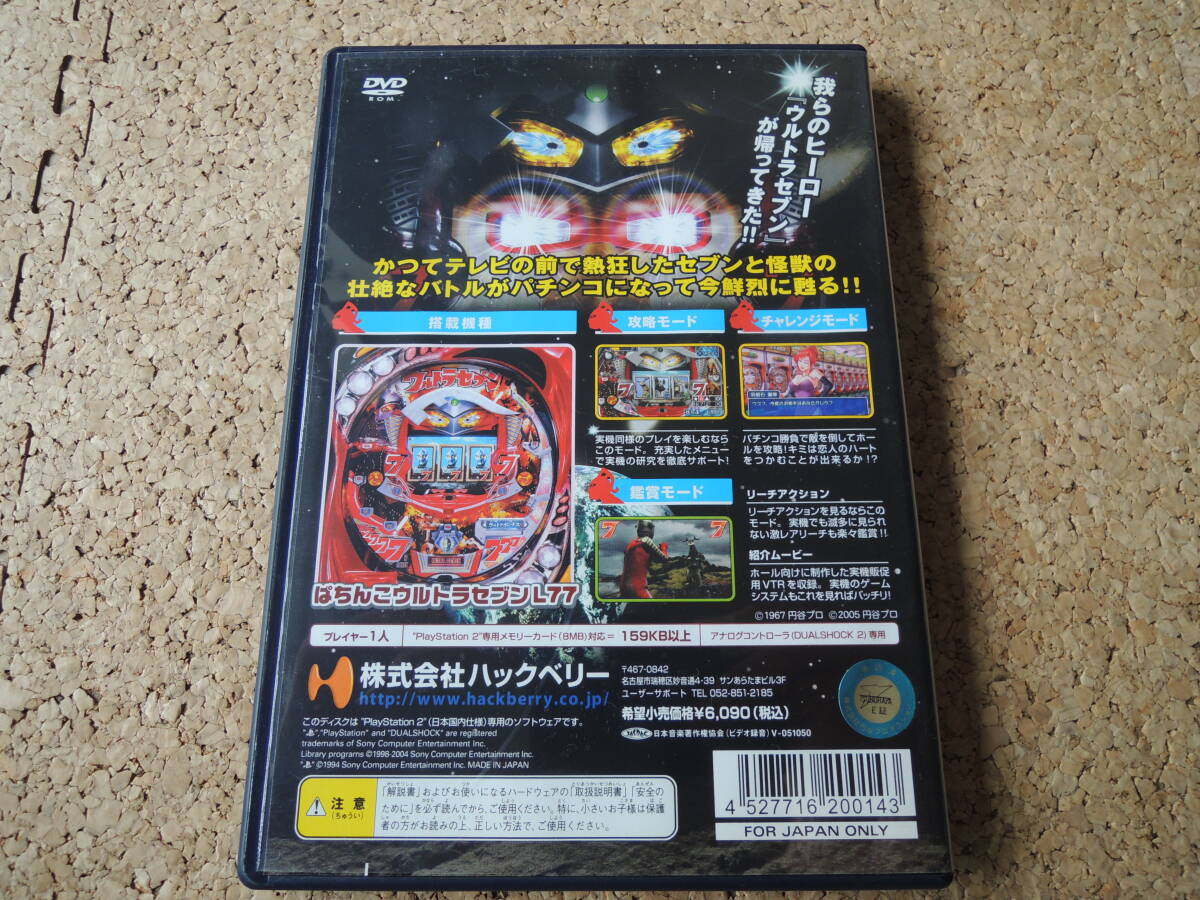 DVD
ROM
我らのヒーロー
『ウルトラセブン』
が帰ってきた!!
かつてテレビの前で熱狂したセブンと怪獣の
壮絶なバトルがパチンコになって今鮮烈に甦る!!
搭載機種
攻略モード
チャレンジモード
ウルトラセブン
ぱちんこウルトラセブンL77
実機同様のプレイを楽しむなら
このモード。充実したメニュー
で実機の研究を徹底サポート!
パチンコ勝負で敵を倒してホー
ルを攻略!キミは恋人のハート
をつかむことが出来るか!?
鑑賞モード
リーチアクション
リーチアクションを見るならこの
モード。実機でも滅多に見られ
ない激レアリーチも楽々鑑賞!!
紹介ムービー
ホール向けに制作した実機販促
用VTRを収録。実機のゲーム
システムもこれを見ればバッチリ!
©1967 円谷プロ ©2005 円谷プロ
プレイヤー1人
"PlayStation 2"専用メモリーカード(8MB)対応= 159KB以上
アナログコントローラ(DUALSHOCK 2)専用
株式会社ハックベリー
http://www.hackberry.co.jp/
〒467-0842
名古屋市瑞穂区妙音通4-39 サンあらたまビル3F
ユーザーサポート TEL 052-851-2185
希望小売価格¥6,090(税込)
日本音楽著作権協会(ビデオ録音)V-051050
このディスクは "PlayStation 2"(日本国内仕様)専用のソフトウェアです。
"PlayStation" and "DUALSHOCK" are registered
trademarks of Sony Computer Entertainment Inc.
Library programs ©1998-2004 Sony Computer Entertainment Inc.
©1994 Sony Computer Entertainment Inc. MADE IN JAPAN
注意
(ちゅうい)
「解説書」およびお使いになるハードウェアの「取扱説明書」「安全の
ために」を必ず読んでから、ご使用ください。特に、小さいお子様は保護
者の方がお読みの上、正しい方法で、ご使用ください。
4 527716 200143
FOR JAPAN ONLY